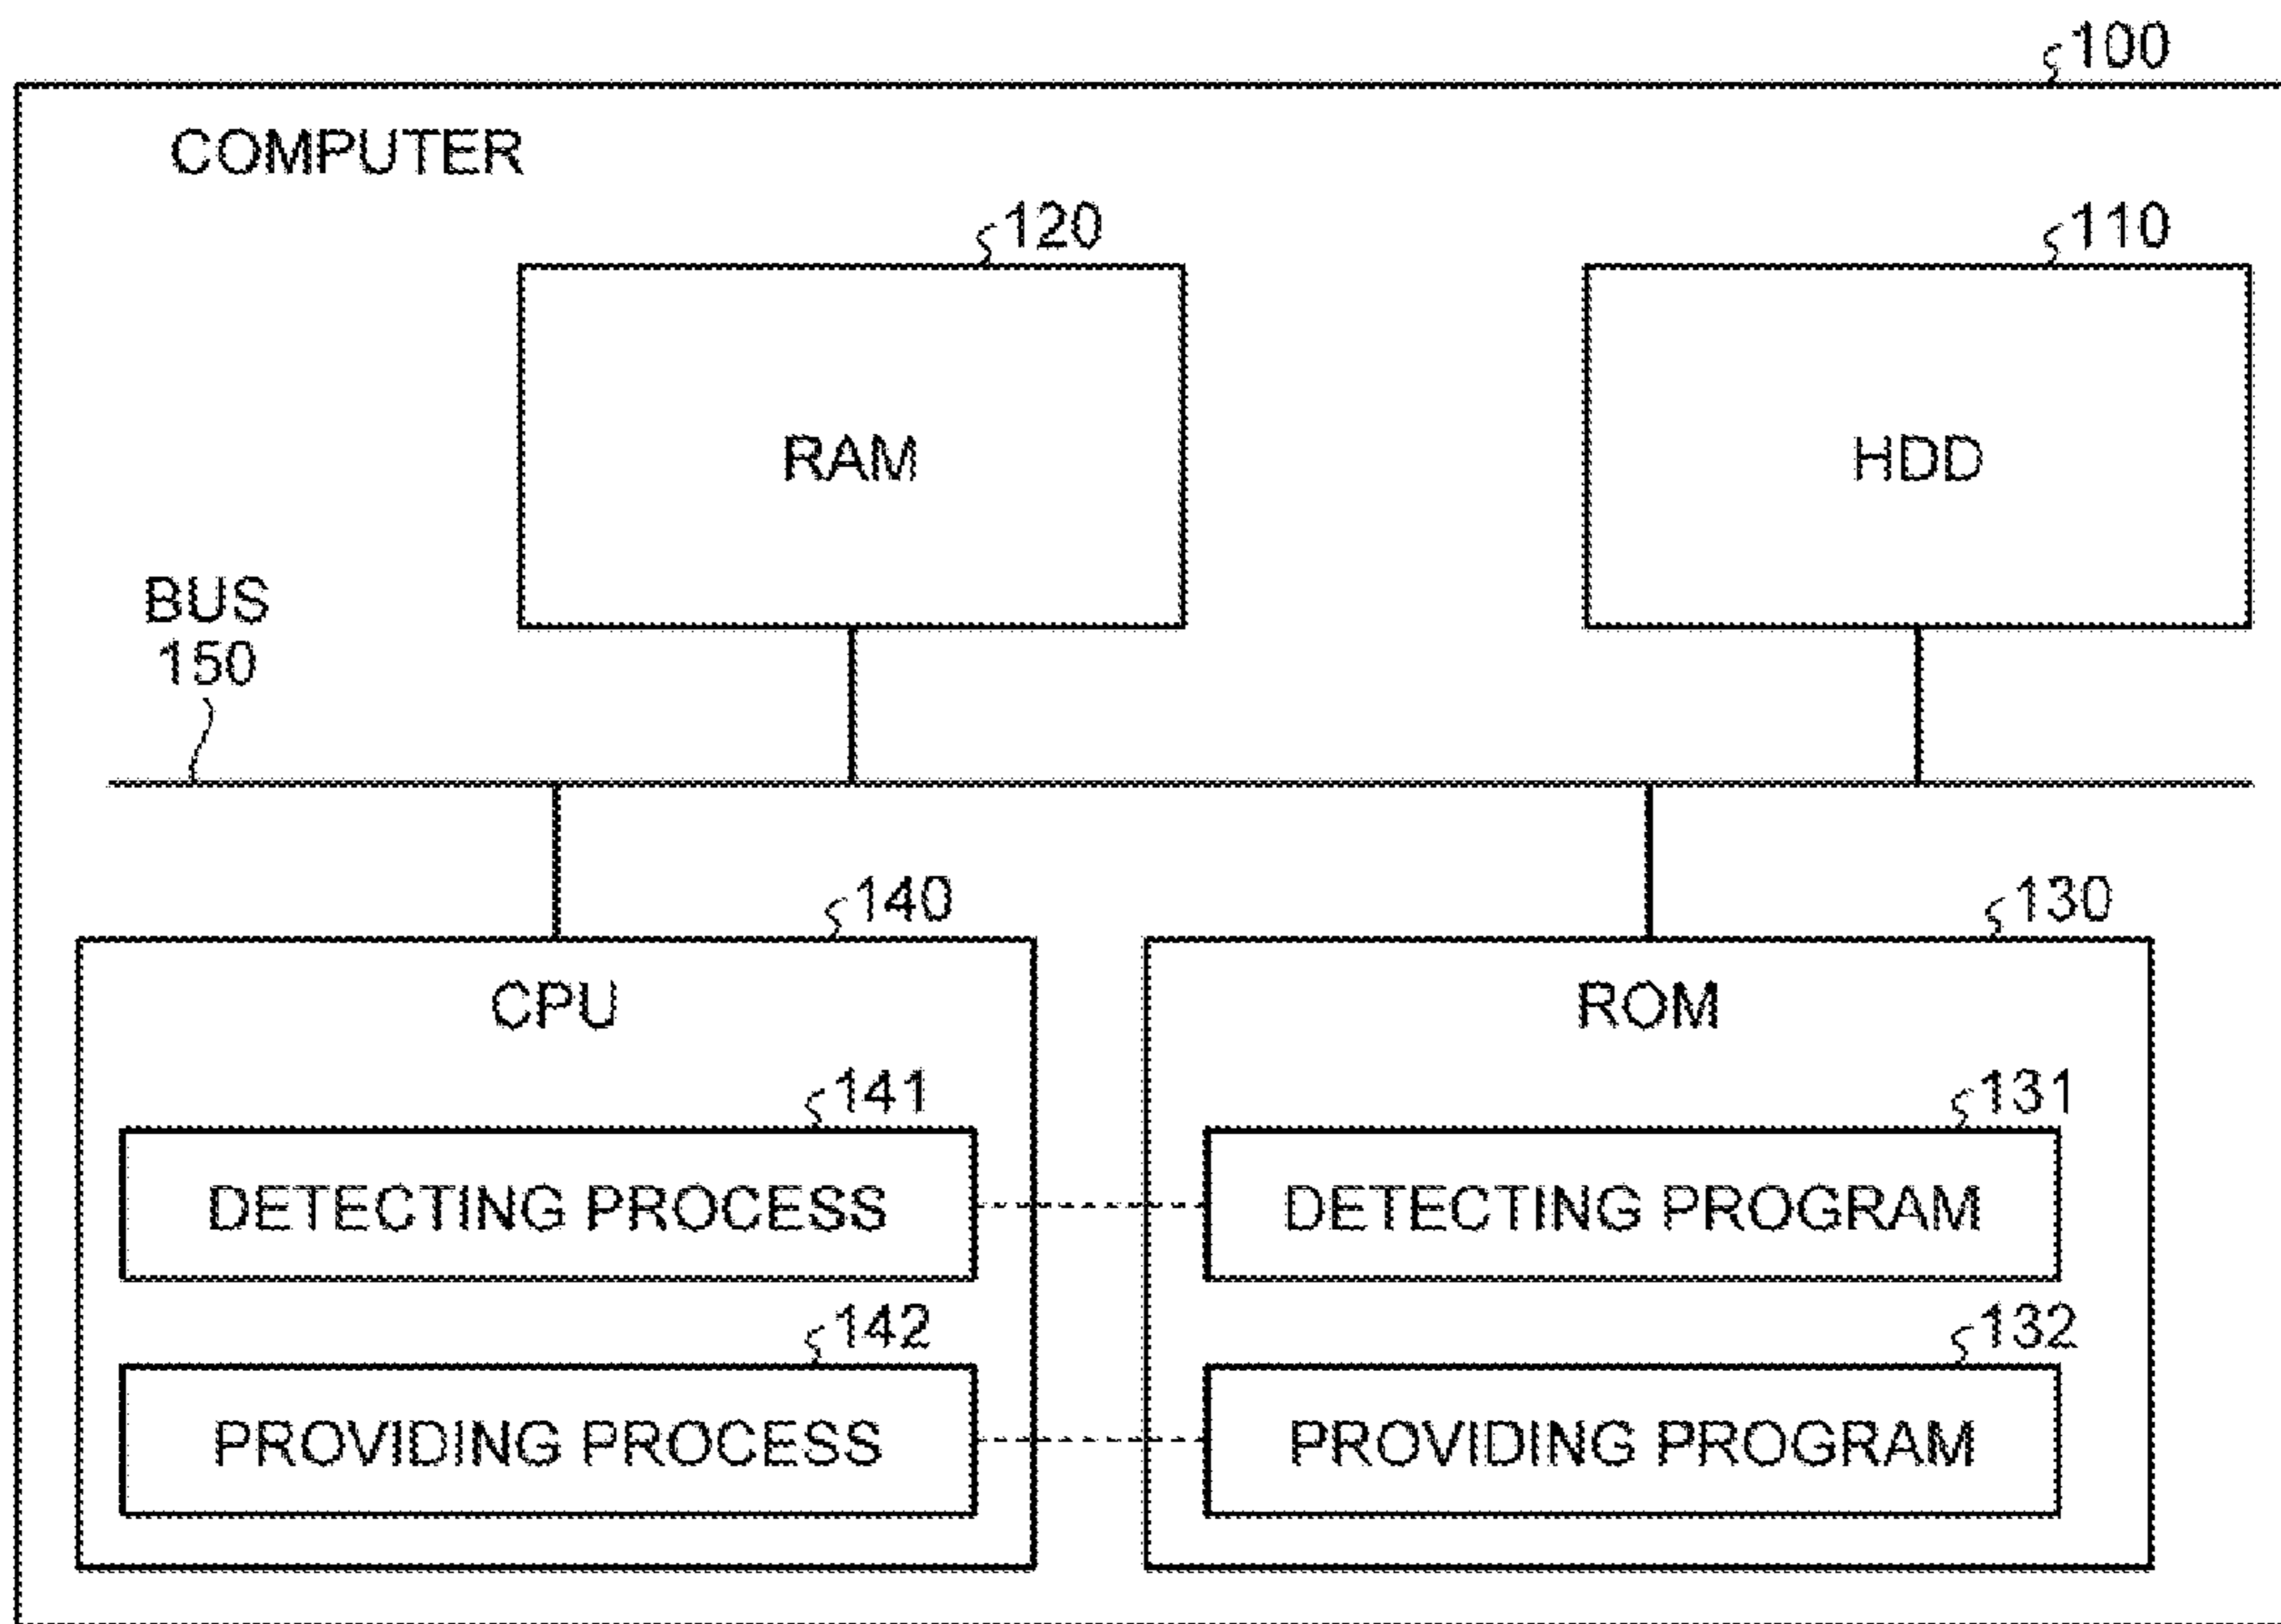 100
COMPUTER
120
110
RAM
HDD
BUS
150
140
130
CPU
ROM
141
131
DETECTING PROCESS
DETECTING PROGRAM
142
132
PROVIDING PROCESS
PROVIDING PROGRAM